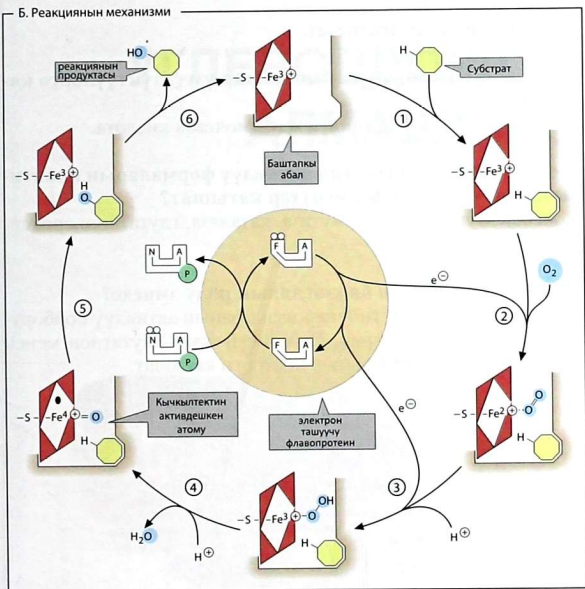 Б. Реакциянын механизми
HO
реакциянын
продуктасы
–S–Fe³⊕
H
Субстрат
⑥
①
Баштапкы
абал
–S–Fe³⊕
H
O
–S–Fe³⊕
H
N A
P
F A
e⊖
O₂
②
⑤
N A
P
F A
–S–Fe⁴⊕=O
H
Кычкылтектин
активдешкен
атому
электрон
ташуучу
флавопротеин
e⊖
–S–Fe²⊕–O
O
H
④
③
H₂O
H⊕
–S–Fe³⊕–O
OH
H
H⊕